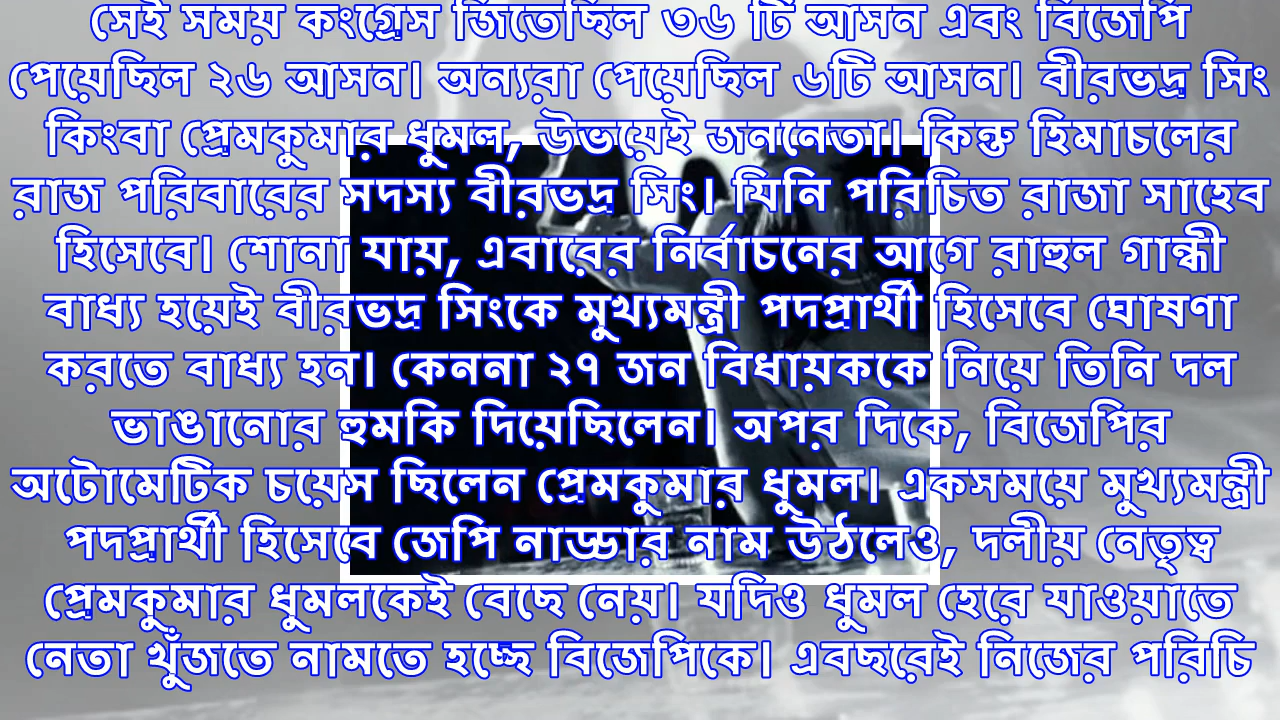 সেই সময় কংগ্রেস জিতেছিল ৩৬ টি আসন এবং বিজেপি
পেয়েছিল ২৬ আসন। অন্যরা পেয়েছিল ৬টি আসন। বীরভদ্র সিং
কিংবা প্রেমকুমার ধুমল, উভয়েই জননেতা। কিন্তু হিমাচলের
রাজ পরিবারের সদস্য বীরভদ্র সিং। যিনি পরিচিত রাজা সাহেব
হিসেবে। শোনা যায়, এবারের নির্বাচনের আগে রাহুল গান্ধী
বাধ্য হয়েই বীরভদ্র সিংকে মুখ্যমন্ত্রী পদপ্রার্থী হিসেবে ঘোষণা
করতে বাধ্য হন। কেননা ২৭ জন বিধায়ককে নিয়ে তিনি দল
ভাঙানোর হুমকি দিয়েছিলেন। অপর দিকে, বিজেপির
অটোমেটিক চয়েস ছিলেন প্রেমকুমার ধুমল। একসময়ে মুখ্যমন্ত্রী
পদপ্রার্থী হিসেবে জেপি নাড্ডার নাম উঠলেও, দলীয় নেতৃত্ব
প্রেমকুমার ধুমলকেই বেছে নেয়। যদিও ধুমল হেরে যাওয়াতে
নেতা খুঁজতে নামতে হচ্ছে বিজেপিকে। এবছরেই নিজের পরিচি